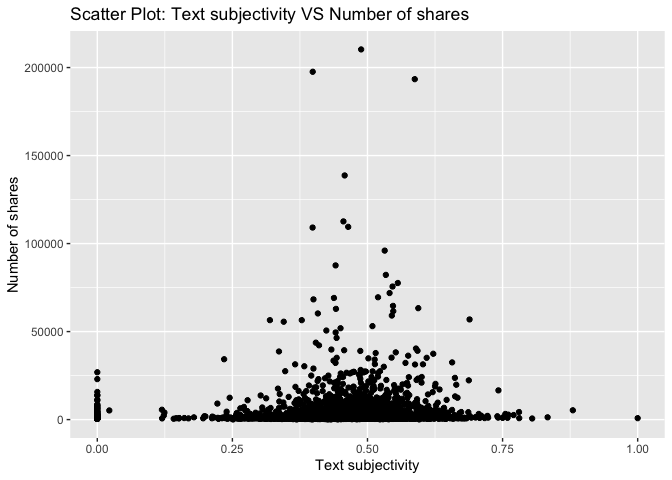 Scatter Plot: Text subjectivity VS Number of shares
200000
150000
100000
50000
0
Number of shares
0.00 0.25 0.50 0.75 1.00
Text subjectivity